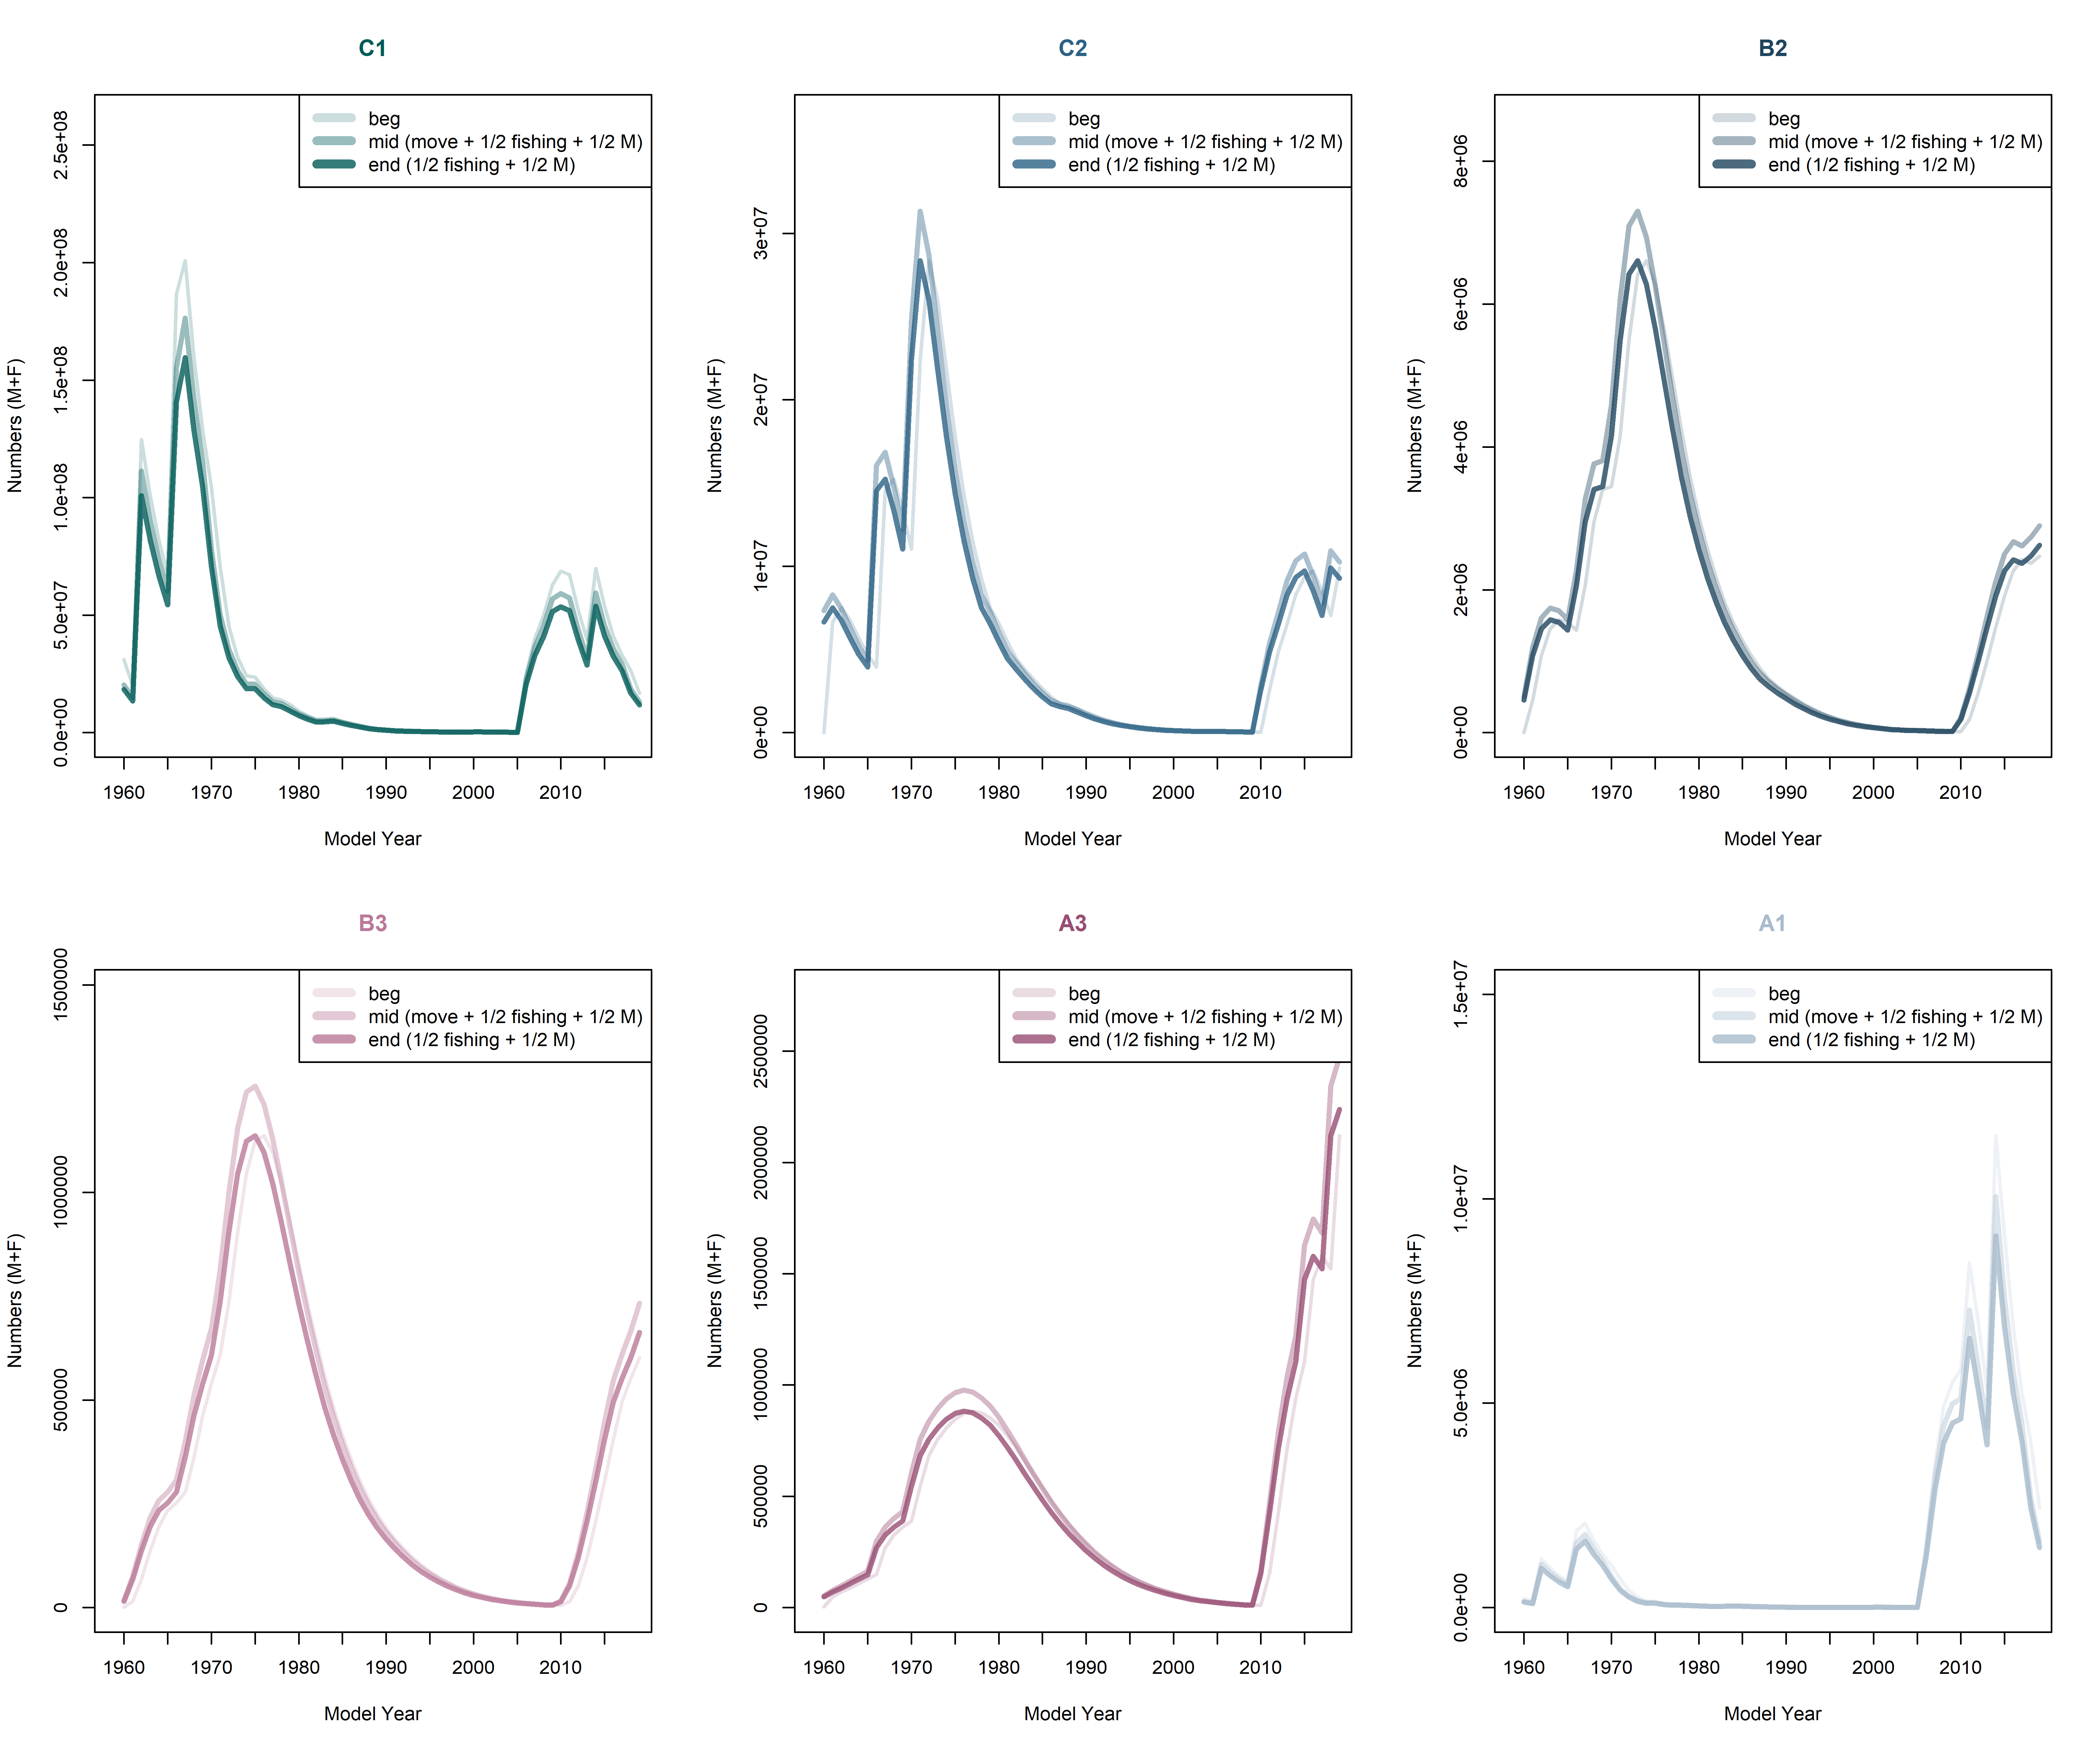 C1
beg
mid (move + 1/2 fishing + 1/2 M)
end (1/2 fishing + 1/2 M)
Numbers (M+F)
0.0e+00 5.0e+07 1.0e+08 1.5e+08 2.0e+08 2.5e+08
1960 1970 1980 1990 2000 2010
Model Year
C2
beg
mid (move + 1/2 fishing + 1/2 M)
end (1/2 fishing + 1/2 M)
Numbers (M+F)
0e+00 1e+07 2e+07 3e+07
1960 1970 1980 1990 2000 2010
Model Year
B2
beg
mid (move + 1/2 fishing + 1/2 M)
end (1/2 fishing + 1/2 M)
Numbers (M+F)
0e+00 2e+06 4e+06 6e+06 8e+06
1960 1970 1980 1990 2000 2010
Model Year
B3
beg
mid (move + 1/2 fishing + 1/2 M)
end (1/2 fishing + 1/2 M)
Numbers (M+F)
0 500000 1000000 1500000
1960 1970 1980 1990 2000 2010
Model Year
A3
beg
mid (move + 1/2 fishing + 1/2 M)
end (1/2 fishing + 1/2 M)
Numbers (M+F)
0 500000 1000000 1500000 2000000 2500000
1960 1970 1980 1990 2000 2010
Model Year
A1
beg
mid (move + 1/2 fishing + 1/2 M)
end (1/2 fishing + 1/2 M)
Numbers (M+F)
0.0e+00 5.0e+06 1.0e+07 1.5e+07
1960 1970 1980 1990 2000 2010
Model Year